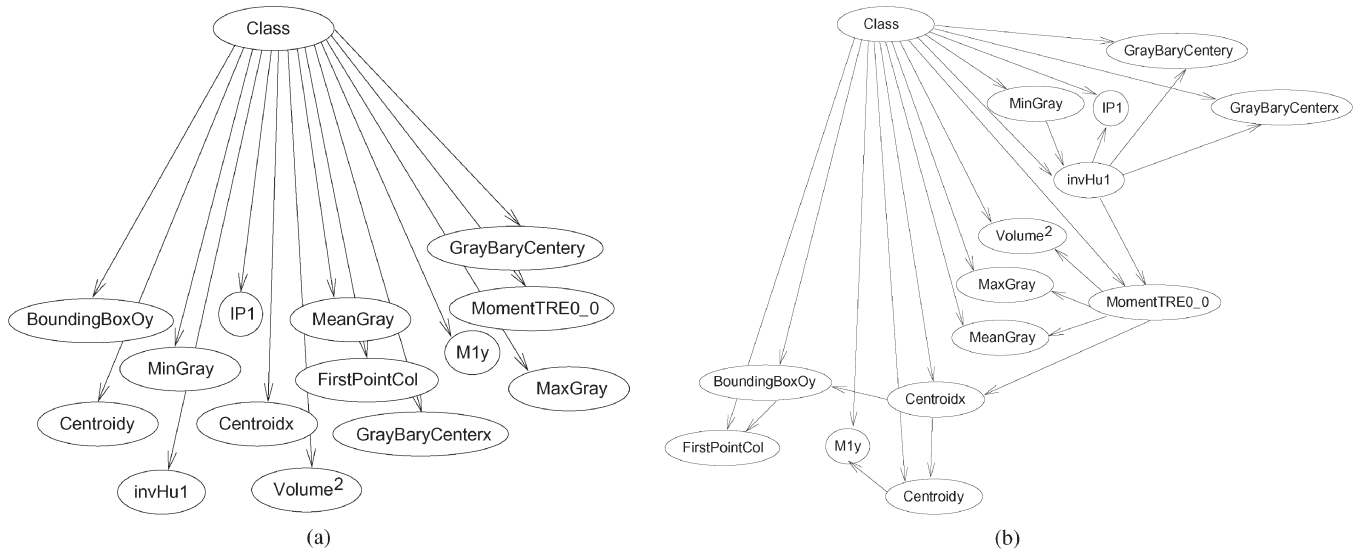 Class
GrayBaryCentery
BoundingBoxOy
IP1
MeanGray
MomentTRE0_0
MinGray
M1y
FirstPointCol
MaxGray
Centroidy
Centroidx
GrayBaryCenterx
invHu1
Volume2
(a)
Class
GrayBaryCentery
MinGray
IP1
GrayBaryCenterx
invHu1
Volume2
MaxGray
MomentTRE0_0
MeanGray
BoundingBoxOy
Centroidx
FirstPointCol
M1y
Centroidy
(b)